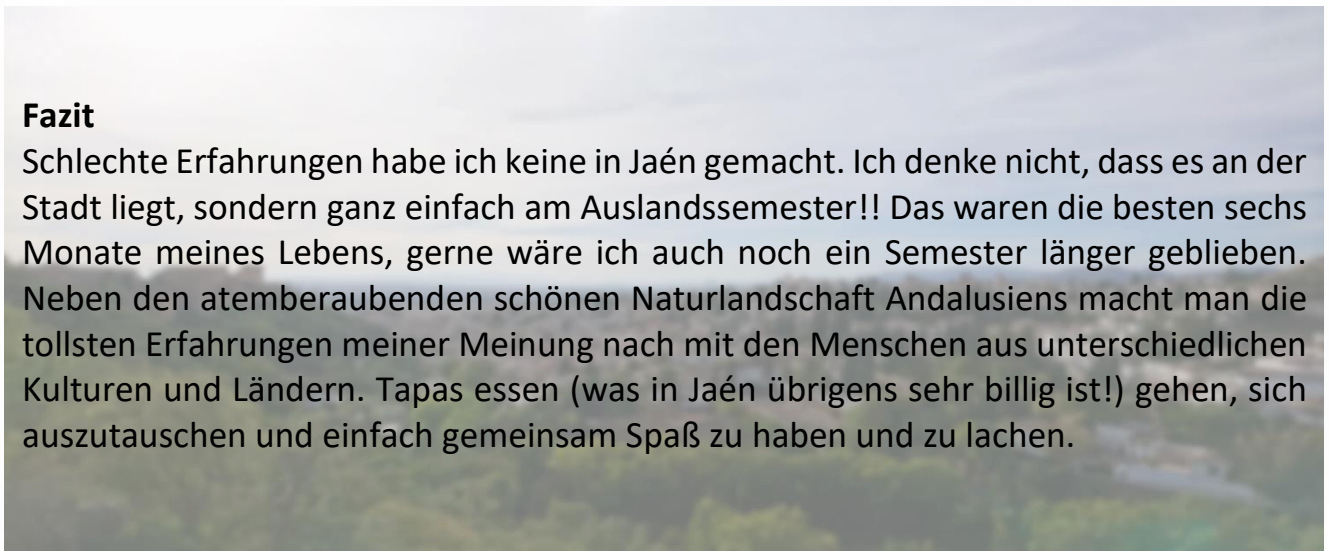 Fazit
Schlechte Erfahrungen habe ich keine in Jaén gemacht. Ich denke nicht, dass es an der
Stadt liegt, sondern ganz einfach am Auslandssemester!! Das waren die besten sechs
Monate meines Lebens, gerne wäre ich auch noch ein Semester länger geblieben.
Neben den atemberaubenden schönen Naturlandschaft Andalusiens macht man die
tollsten Erfahrungen meiner Meinung nach mit den Menschen aus unterschiedlichen
Kulturen und Ländern. Tapas essen (was in Jaén übrigens sehr billig ist!) gehen, sich
auszutauschen und einfach gemeinsam Spaß zu haben und zu lachen.